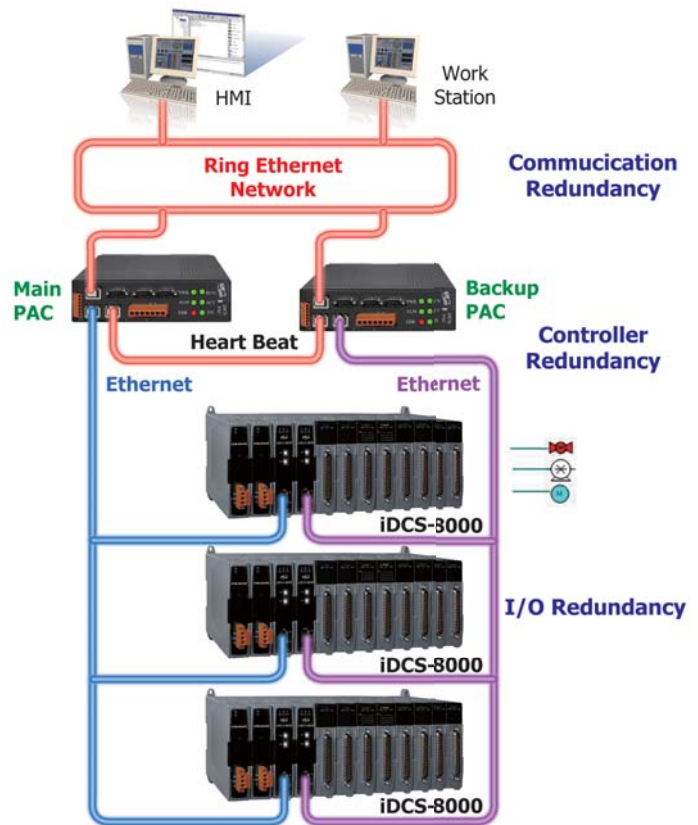 HMI
Work
Station
Ring Ethernet
Network
Commucication
Redundancy
Main
PAC
Backup
PAC
Heart Beat
Controller
Redundancy
Ethernet
Ethernet
iDCS-8000
M
iDCS-8000
I/O Redundancy
iDCS-8000